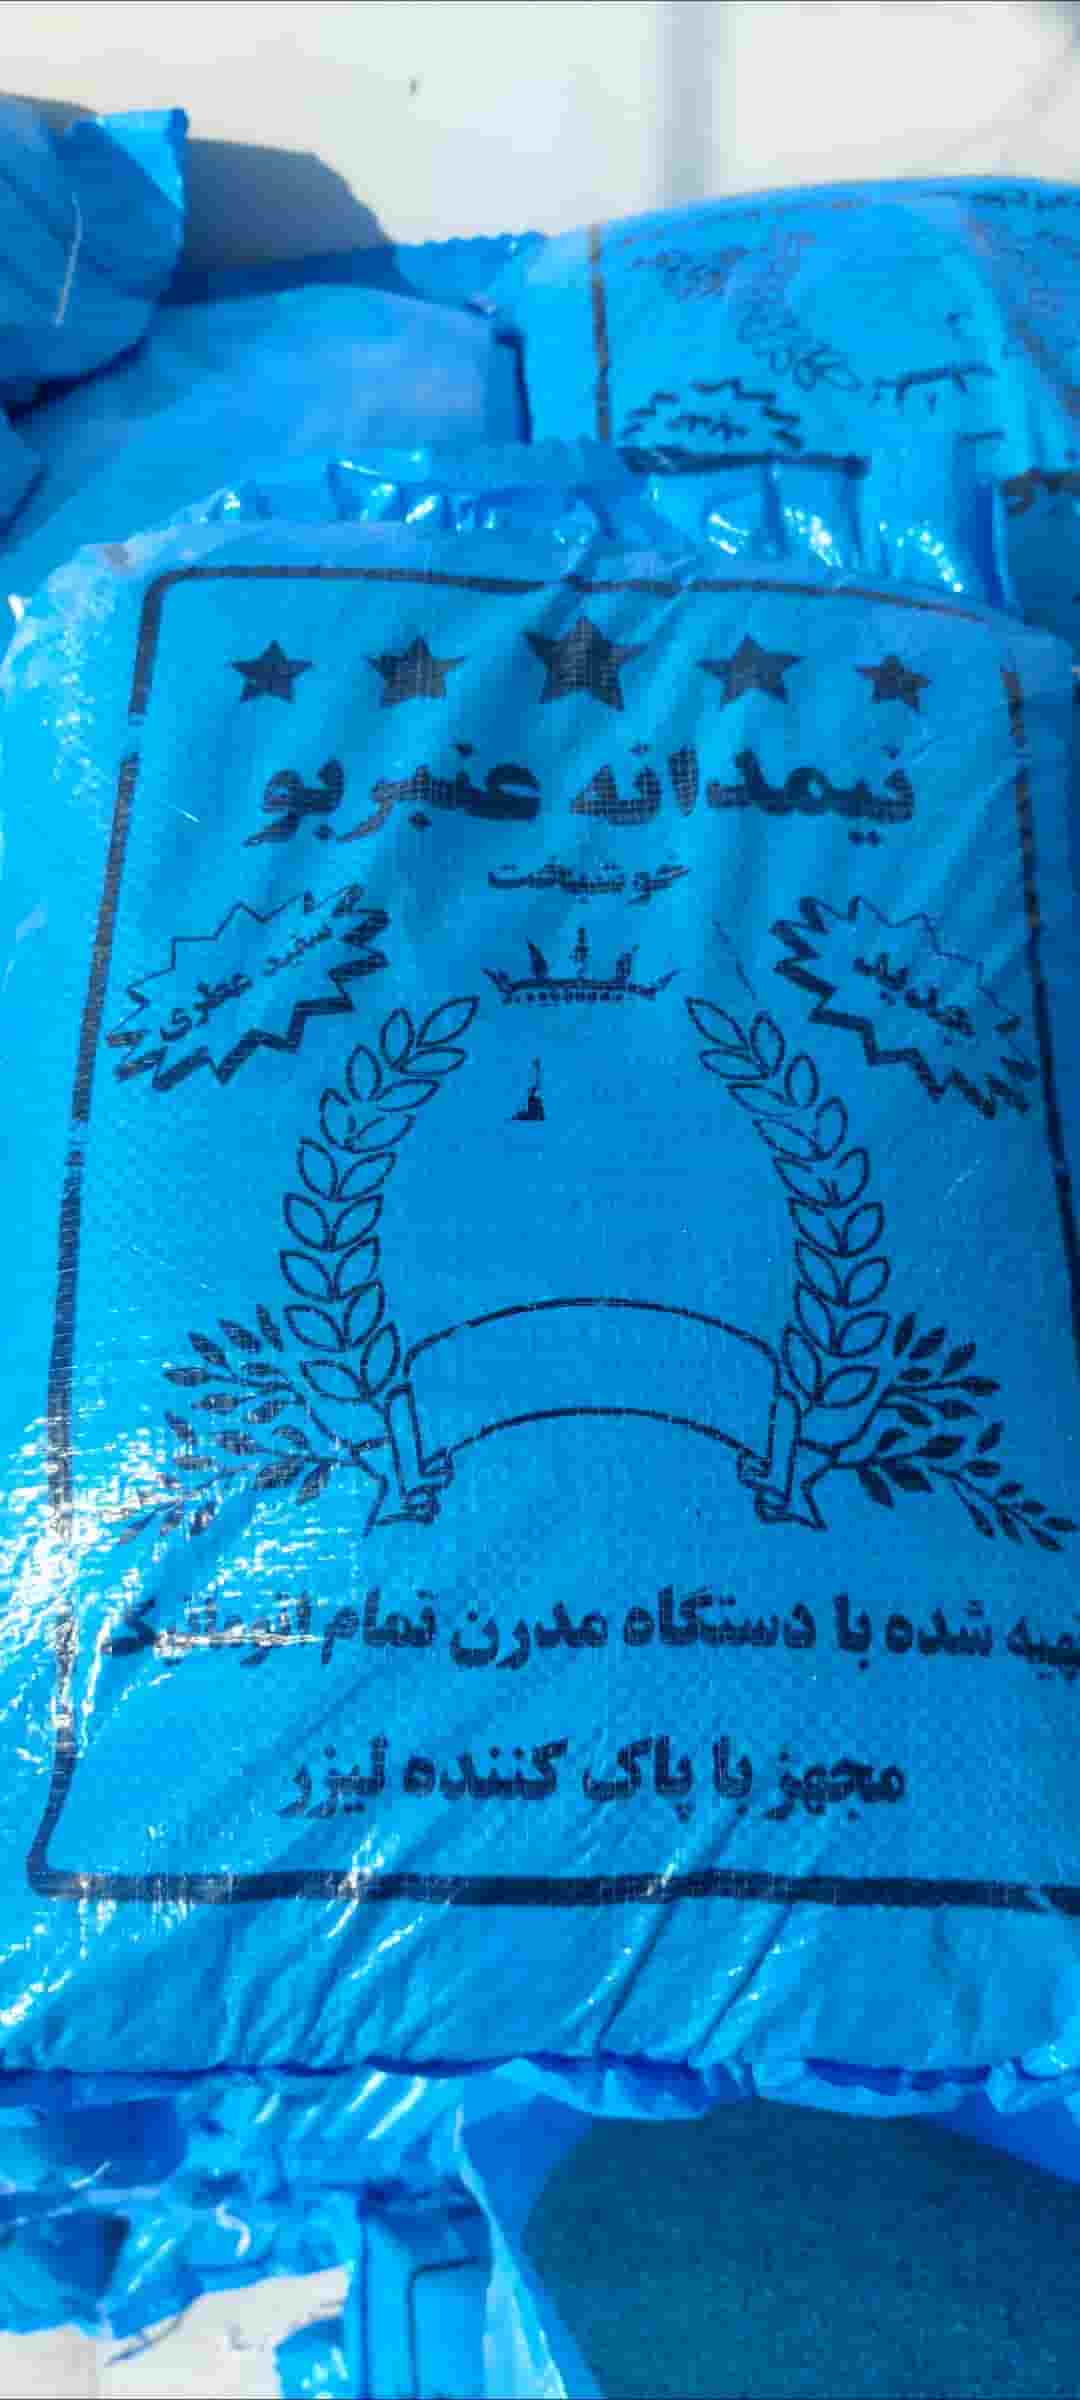 نیمدانه عنبربو
خوشپخت
جدید
سفید عطری
تهیه شده با دستگاه مدرن تمام اتوماتیک
مجهز با پاک کننده لیزر